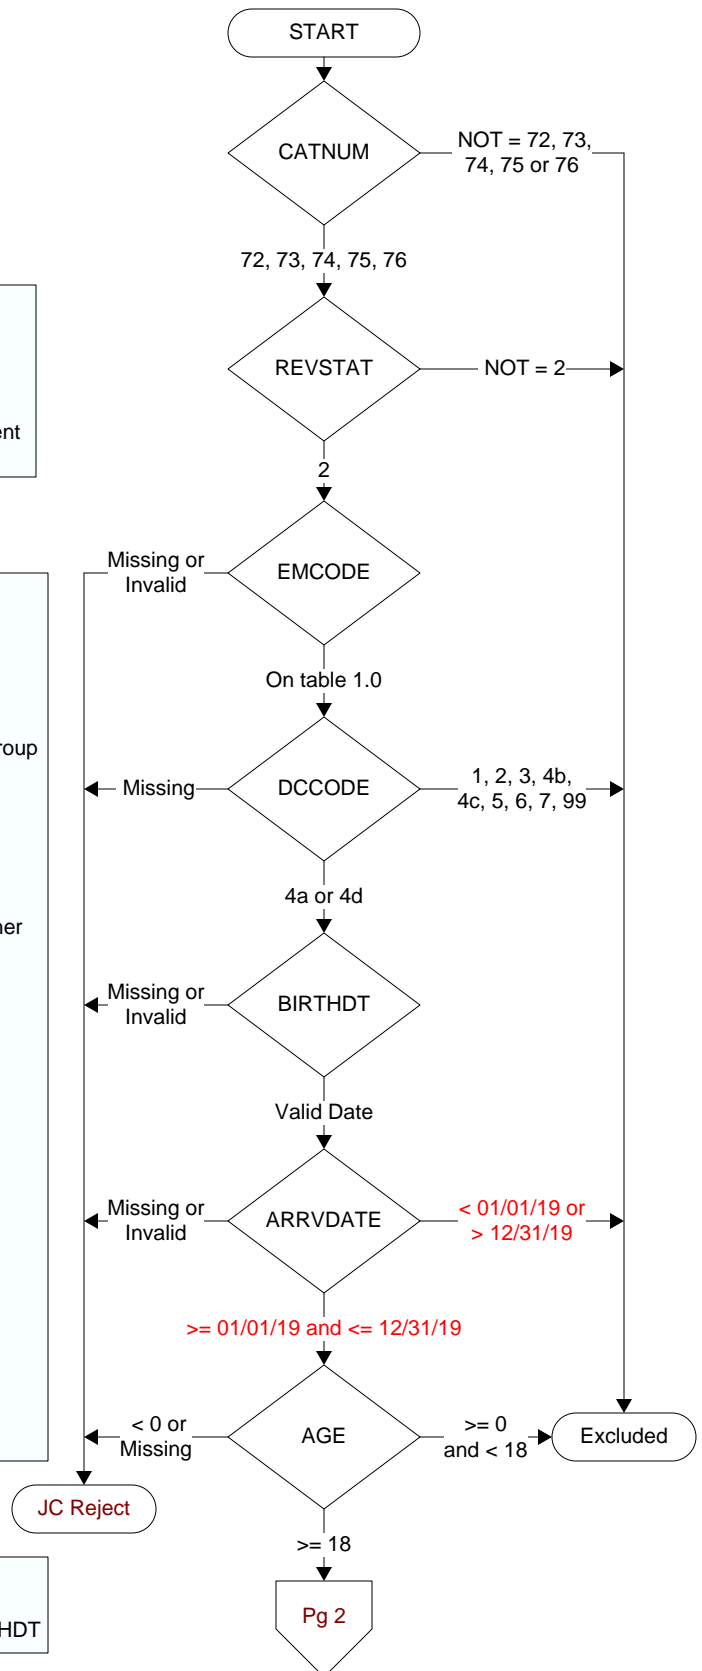 START
CATNUM
NOT = 72, 73,
74, 75 or 76
72, 73, 74, 75, 76
REVSTAT
NOT = 2
ent
2
Missing or
Invalid
EMCODE
On table 1.0
roup
Missing
DCCODE
1, 2, 3, 4b,
4c, 5, 6, 7, 99
4a or 4d
ner
Missing or
Invalid
BIRTHDT
Valid Date
Missing or
Invalid
ARRVDATE
< 01/01/19 or
> 12/31/19
>= 01/01/19 and <= 12/31/19
< 0 or
Missing
AGE
>= 0
and < 18
Excluded
JC Reject
>= 18
Pg 2
HDT